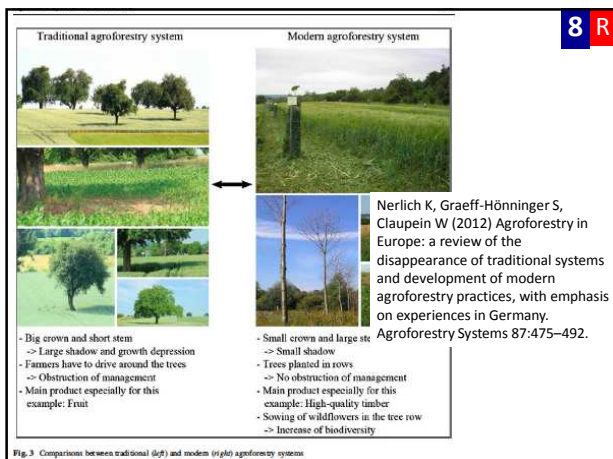 8 R
Traditional agroforestry system
Modern agroforestry system
- Big crown and short stem
-> Large shadow and growth depression
- Farmers have to drive around the trees
-> Obstruction of management
- Main product especially for this
example: Fruit
- Small crown and large
-> Small shadow
- Trees planted in rows
-> No obstruction of management
- Main product especially for this
example: High-quality timber
- Sowing of wildflowers in the tree row
-> Increase of biodiversity
Nerlich K, Graeff-Hönninger S,
Claupein W (2012) Agroforestry in
Europe: a review of the
disappearance of traditional systems
and development of modern
agroforestry practices, with emphasis
on experiences in Germany.
Agroforestry Systems 87:475–492.
Fig. 3 Comparisons between traditional (left) and modern (right) agroforestry systems